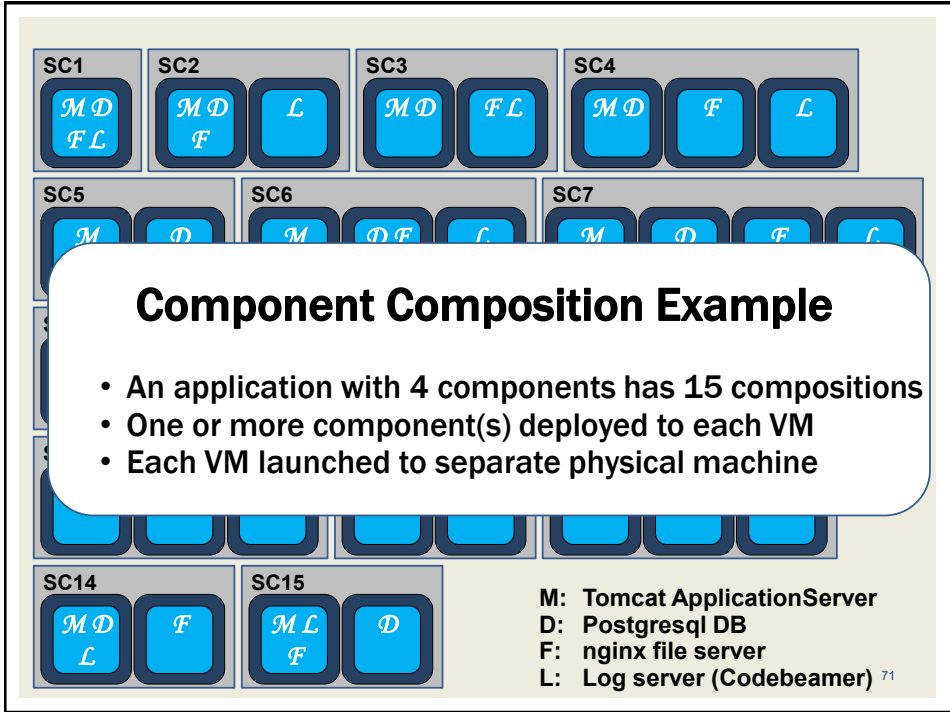 SC1 SC2 SC3 SC4
M D M D L M D F L M D F L
F L F
SC5 SC6 SC7
M D M D F L M D F L
Component Composition Example
• An application with 4 components has 15 compositions
• One or more component(s) deployed to each VM
• Each VM launched to separate physical machine
SC14 SC15
M D F M L D
L F
M: Tomcat ApplicationServer
D: Postgresql DB
F: nginx file server
L: Log server (Codebeamer) 71